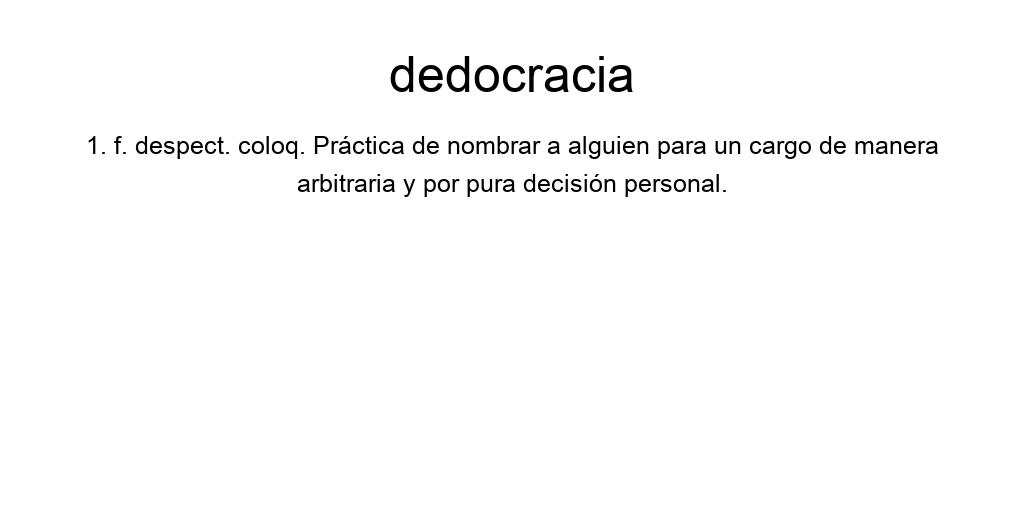 dedocracia
1. f. despect. coloq. Práctica de nombrar a alguien para un cargo de manera
arbitraria y por pura decisión personal.